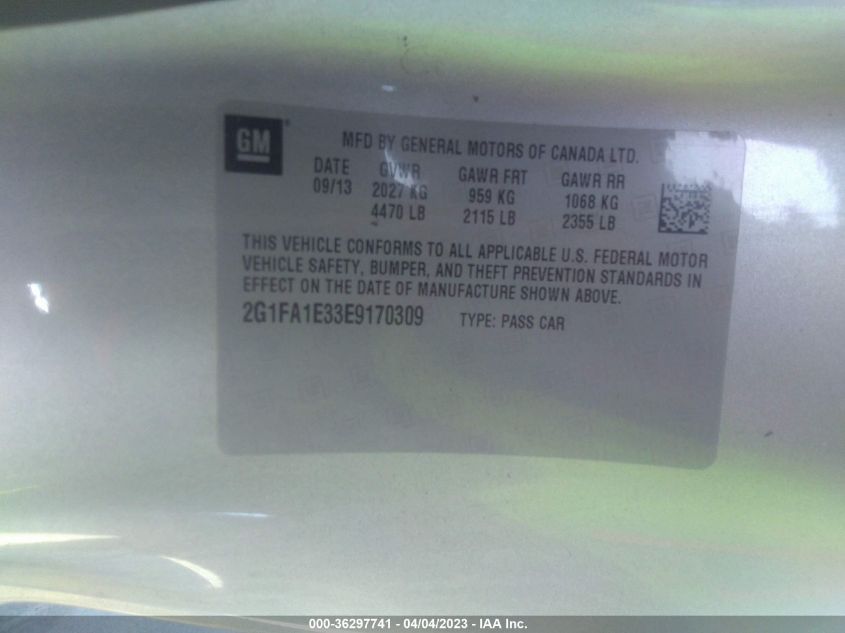 GM
MFD BY GENERAL MOTORS OF CANADA LTD.
DATE GVWR GAWR FRT GAWR RR
09/13 2027 KG 959 KG 1068 KG
4470 LB 2115 LB 2355 LB
THIS VEHICLE CONFORMS TO ALL APPLICABLE U.S. FEDERAL MOTOR
VEHICLE SAFETY, BUMPER, AND THEFT PREVENTION STANDARDS IN
EFFECT ON THE DATE OF MANUFACTURE SHOWN ABOVE.
2G1FA1E33E9170309 TYPE: PASS CAR
000-36297741 - 04/04/2023 - IAA Inc.